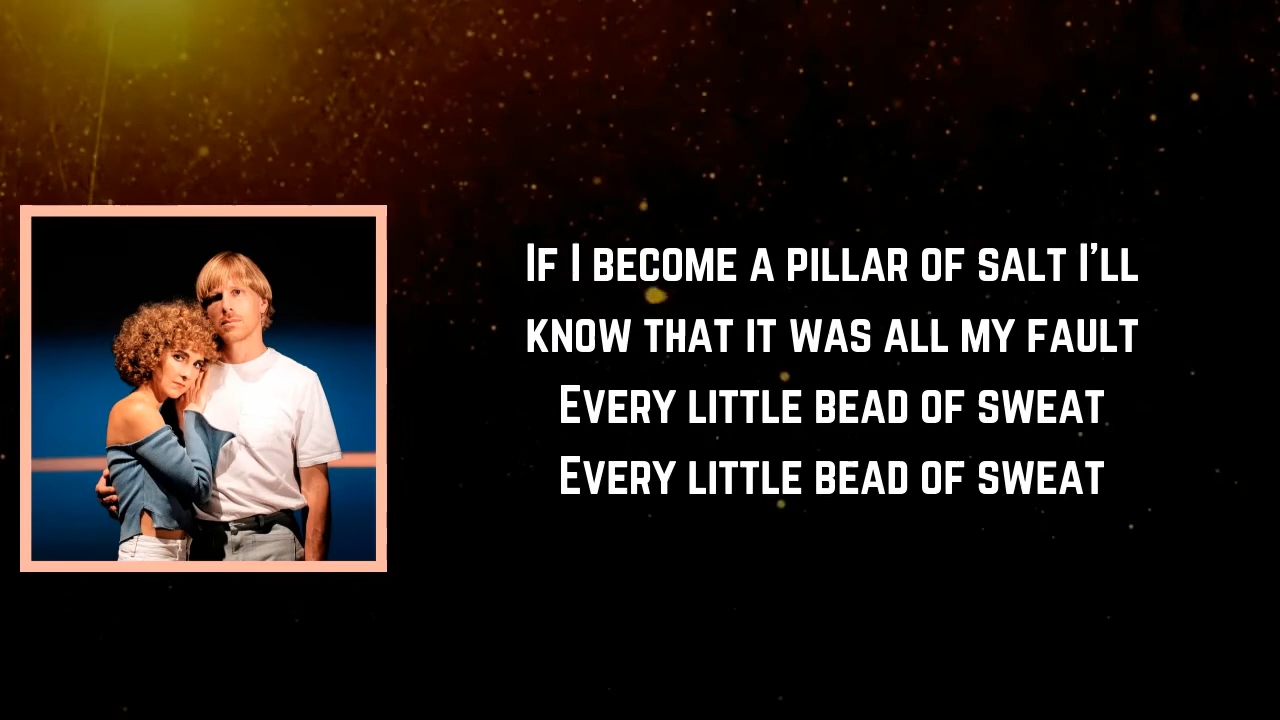 If I become a pillar of salt I'll
know that it was all my fault
Every little bead of sweat
Every little bead of sweat